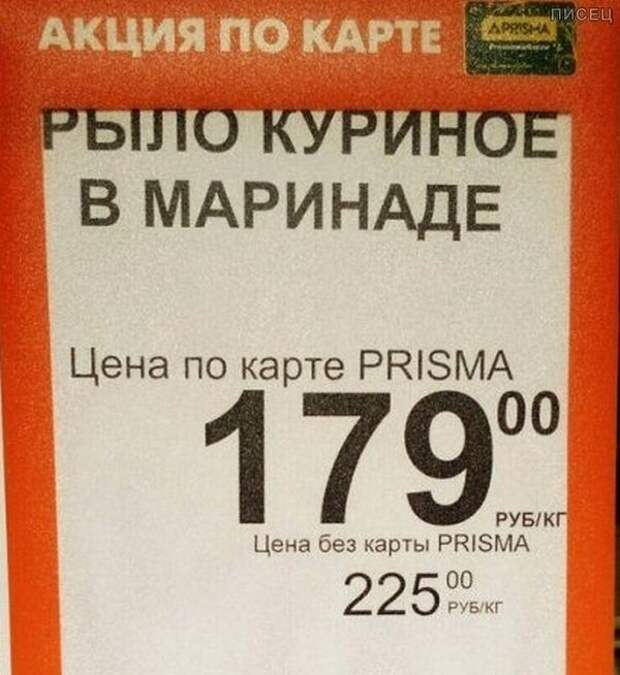 ПИСЕЦ
АКЦИЯ ПО КАРТЕ
PRISMA
РЫЛО КУРИНОЕ
В МАРИНАДЕ
Цена по карте PRISMA
179 00
РУБ/КГ
Цена без карты PRISMA
225 00
РУБ/КГ